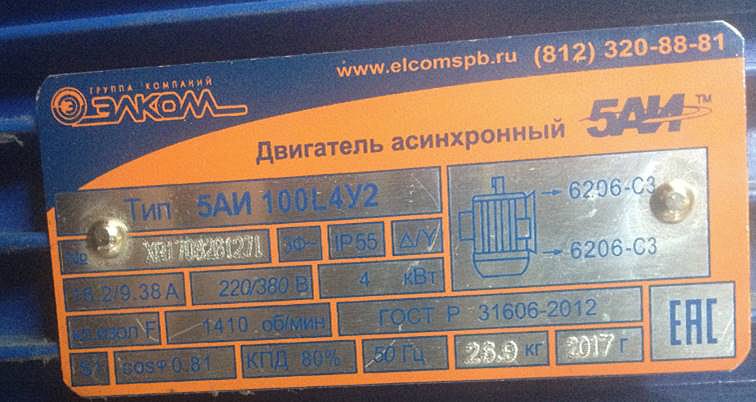 www.elcomspb.ru (812) 320-88-81
ГРУППА КОМПАНИЙ
ЭЛКОМ
Двигатель асинхронный 5АИ™
Тип 5АИ 100L4У2
№ 3Ф~ IP55 Δ/Y
6206-С3
6206-С3
16.2/9.38 А 220/380 В 4 кВт
кл.изол F 1410 об/мин ГОСТ Р 31606-2012
S1 cosφ 0.81 КПД 80% 50 Гц 28.9 кг 2017 г
ЕАС